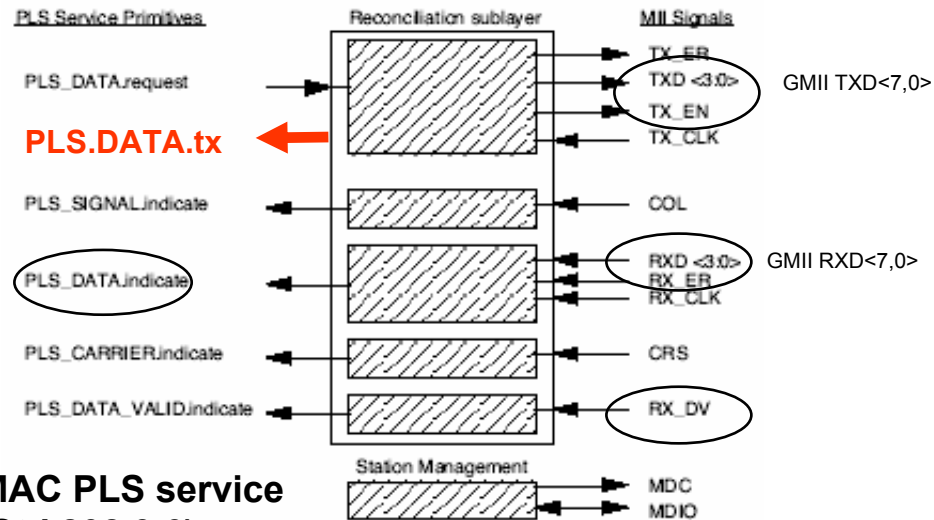 PLS Service Primitives
Reconciliation sublayer
MII Signals
TX_ER
PLS_DATA.request
TXD <3:0>
GMII TXD<7,0>
TX_EN
PLS.DATA.tx
TX_CLK
PLS_SIGNAL.indicate
COL
RXD <3:0>
GMII RXD<7,0>
PLS_DATA.indicate
RX_ER
RX_CLK
PLS_CARRIER.indicate
CRS
PLS_DATA_VALID.indicate
RX_DV
Station Management
MAC PLS service
MDC
MDIO